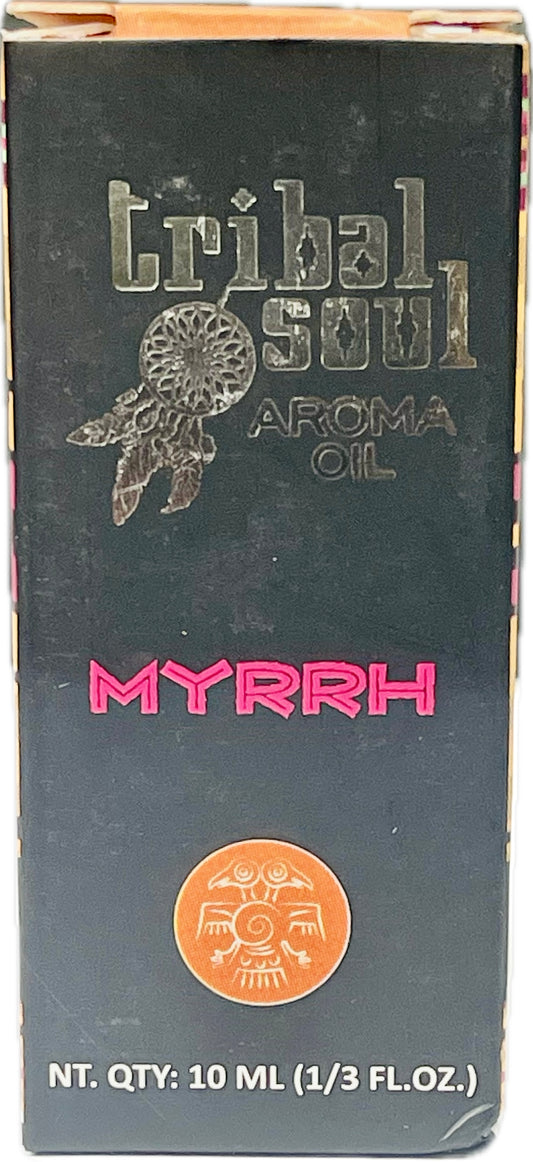 tribal
soul
AROMA
OIL
MYRRH
NT. QTY: 10 ML (1/3 FL.OZ.)